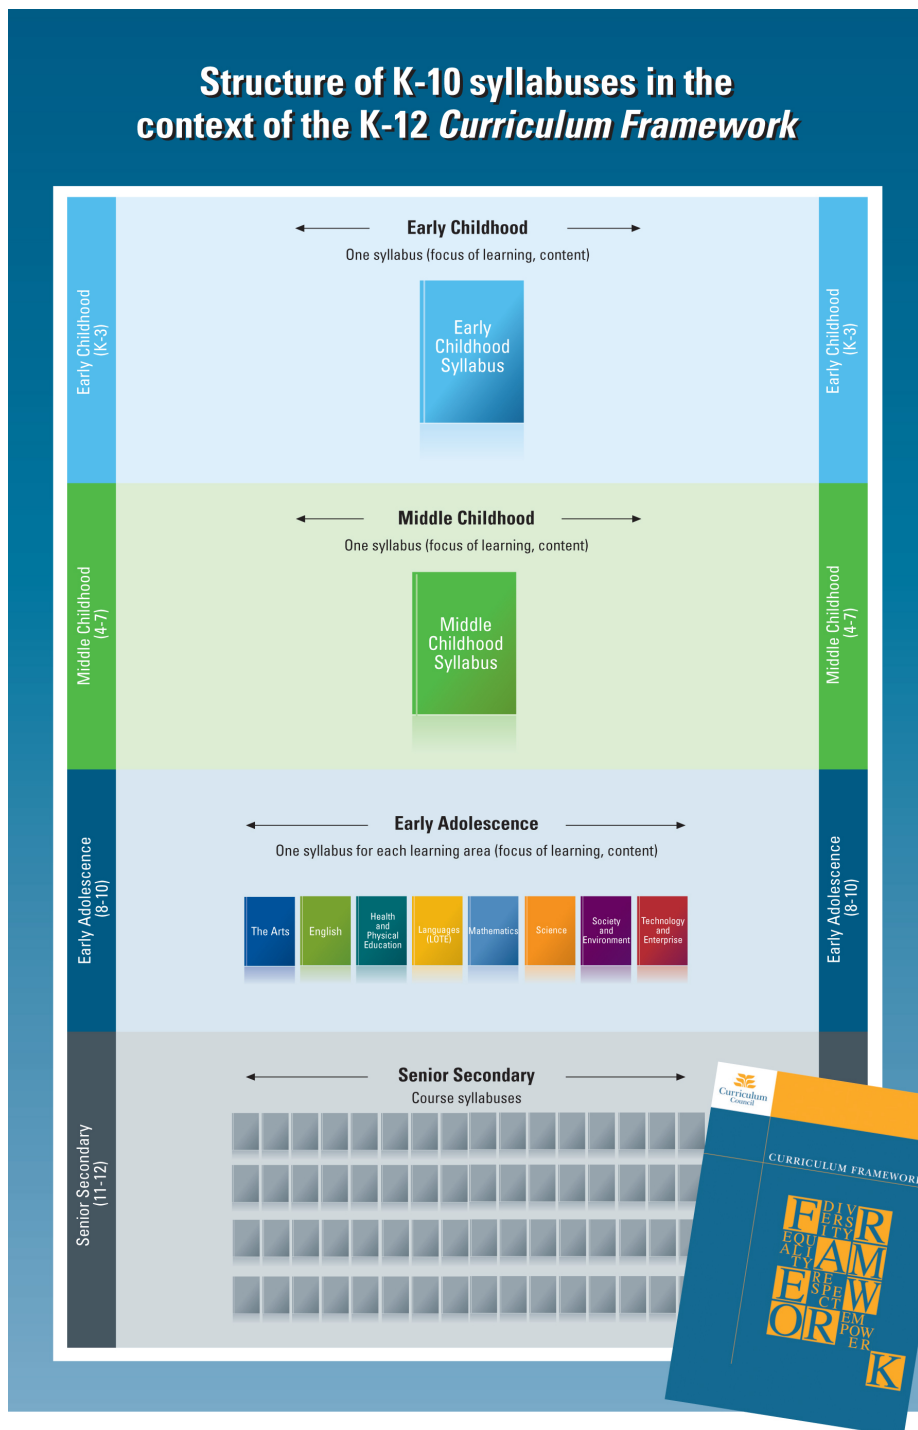 Structure of K-10 syllabuses in the
context of the K-12 Curriculum Framework
Early Childhood
(K-3)
Early Childhood
One syllabus (focus of learning, content)
Early
Childhood
Syllabus
Early Childhood
(K-3)
Middle Childhood
(4-7)
Middle Childhood
One syllabus (focus of learning, content)
Middle
Childhood
Syllabus
Middle Childhood
(4-7)
Early Adolescence
(8-10)
Early Adolescence
One syllabus for each learning area (focus of learning, content)
The Arts
English
Health
and
Physical
Education
Languages
(LOTE)
Mathematics
Science
Society
and
Environment
Technology
and
Enterprise
Early Adolescence
(8-10)
Senior Secondary
(11-12)
Senior Secondary
Course syllabuses
Curriculum
Council
CURRICULUM FRAMEWORK
F DIV R
ERS
ITY
EQU A M
ALI
TY
E RE W
SPE
CT
O R EM
POW
ER
K